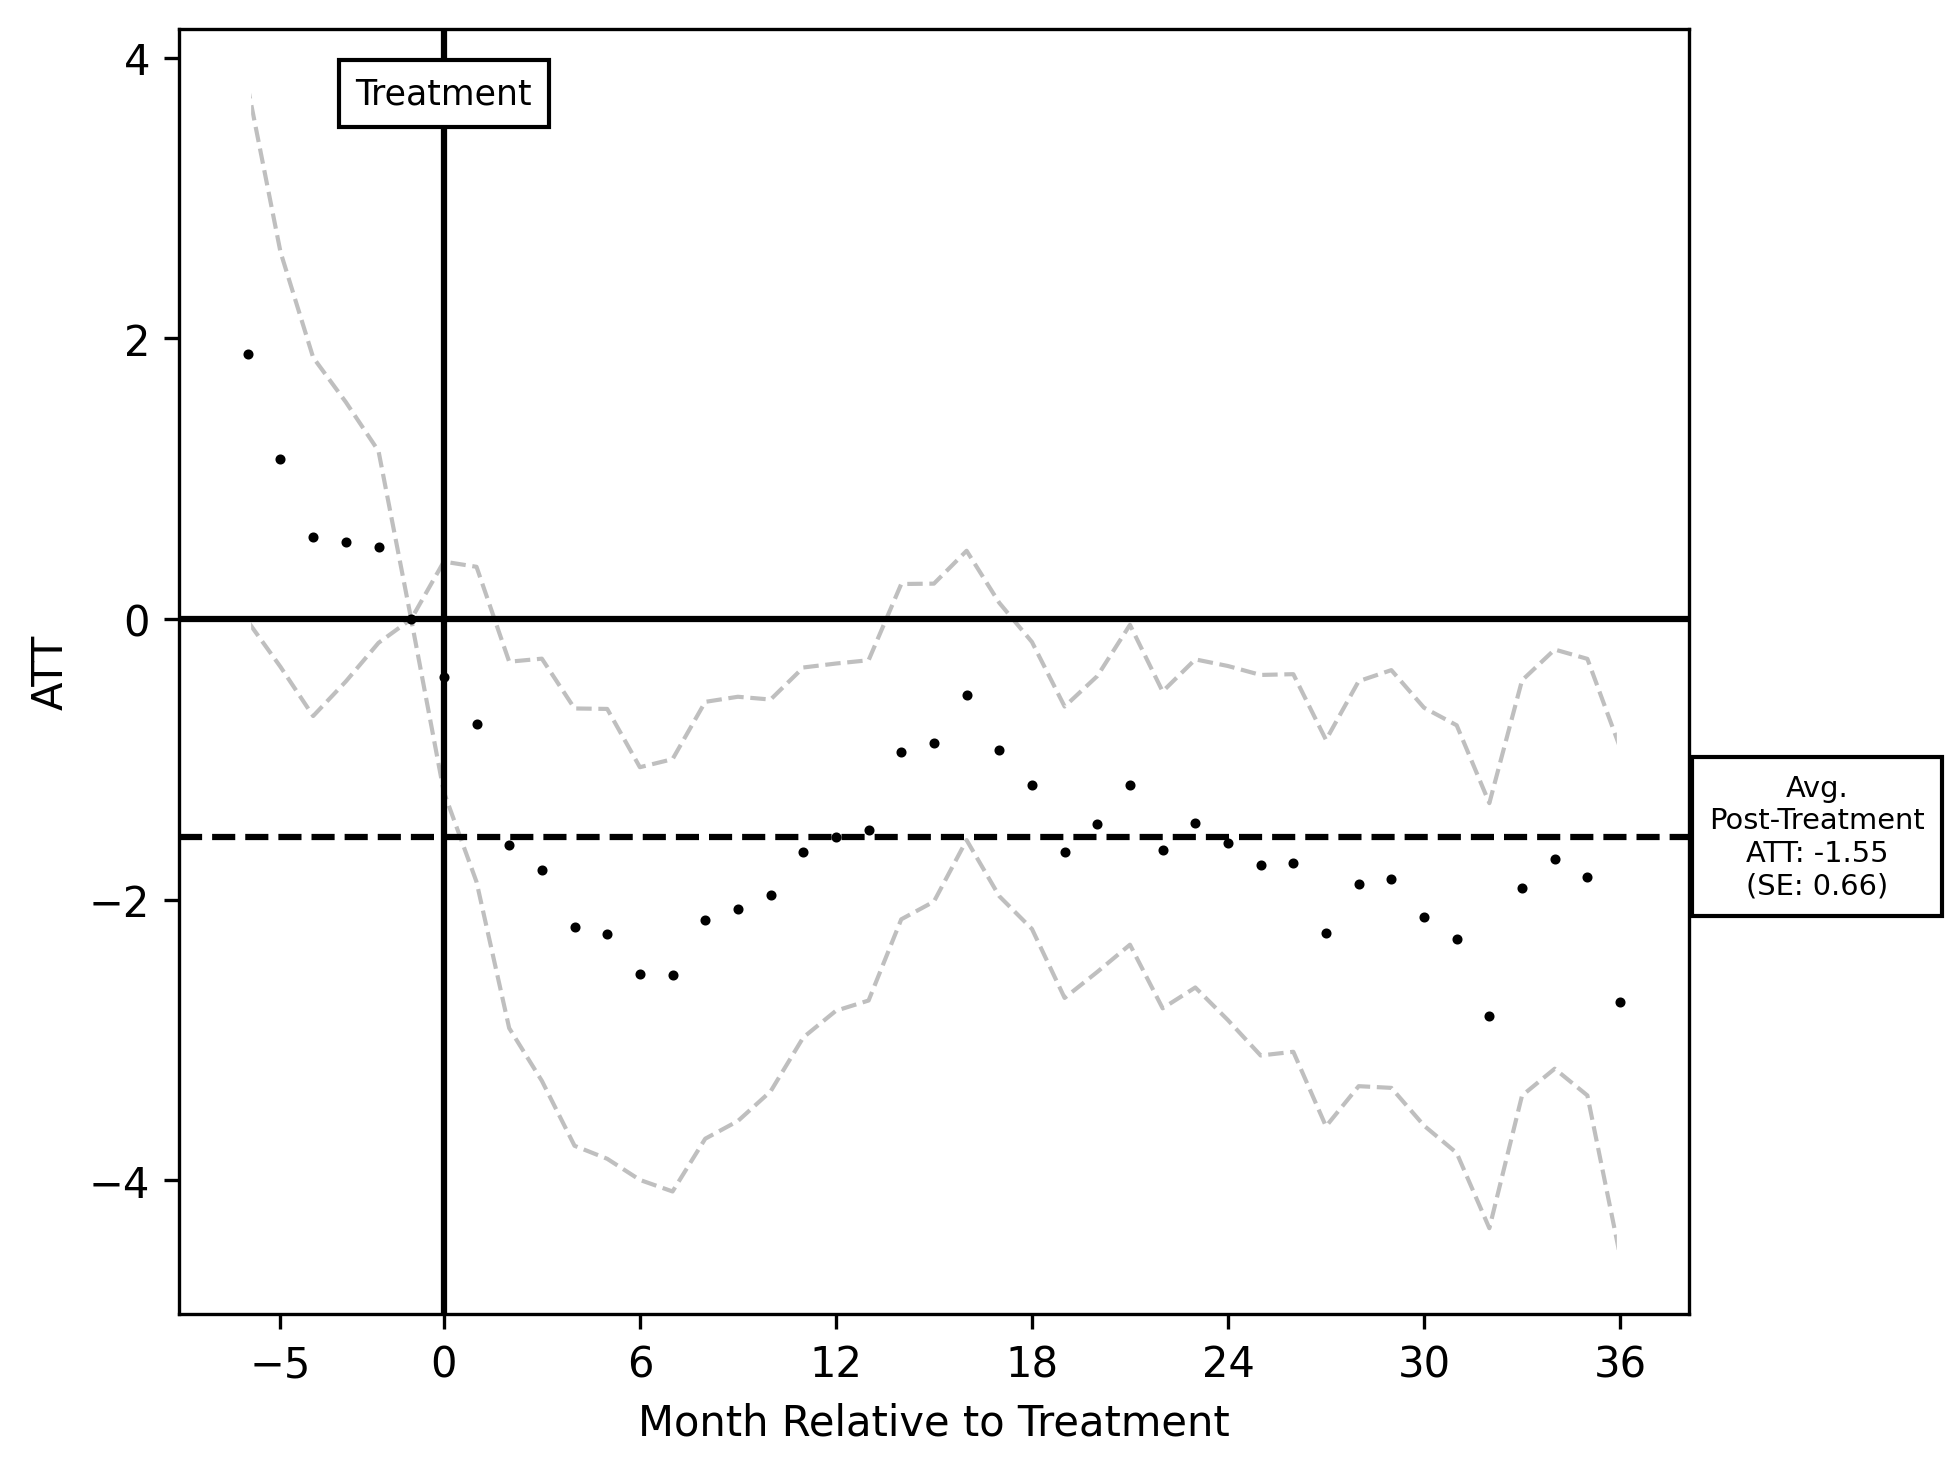 4
2
0
−2
−4
ATT
Treatment
Avg.
Post-Treatment
ATT: -1.55
(SE: 0.66)
−5 0 6 12 18 24 30 36
Month Relative to Treatment